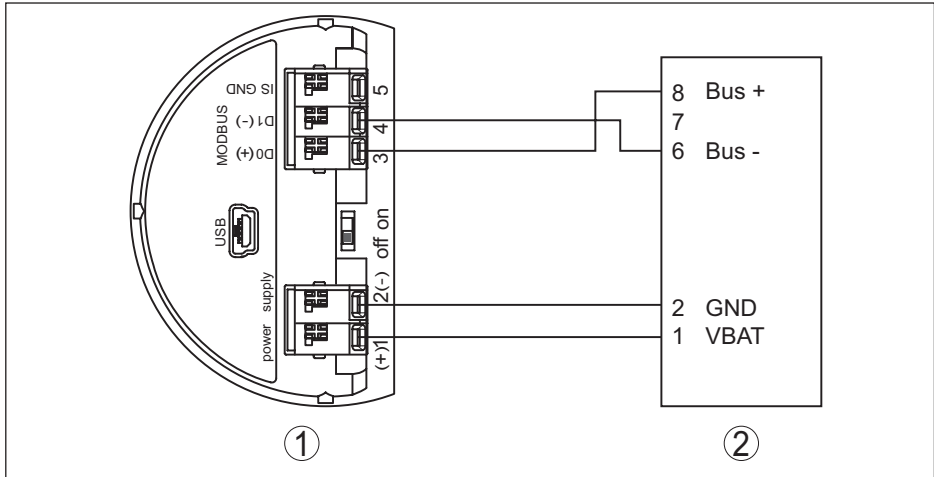 IS GND
D1(-)
D0(+)
MODBUS
USB
power supply
5
4
3
off on
2(-)
(+)1
8 Bus +
7
6 Bus -
2 GND
1 VBAT
1
2